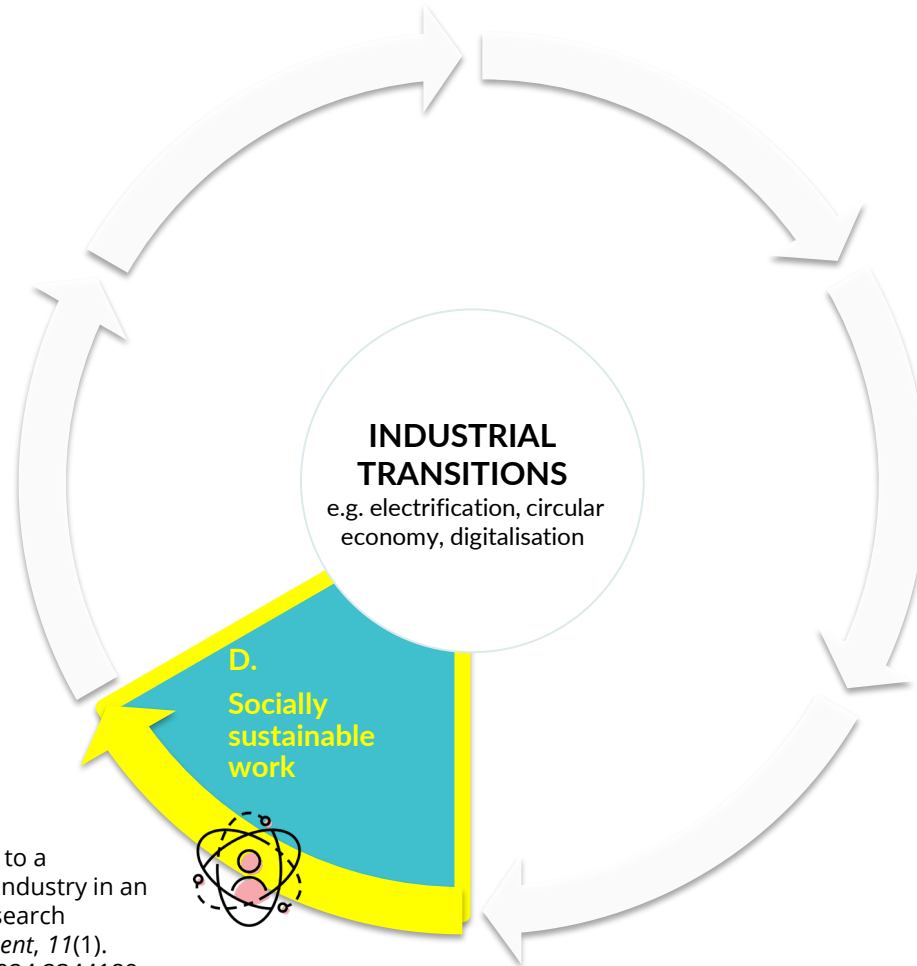 INDUSTRIAL
TRANSITIONS
e.g. electrification, circular
economy, digitalisation
D.
Socially
sustainable
work
to a
ndustry in an
search
ent, 11(1).